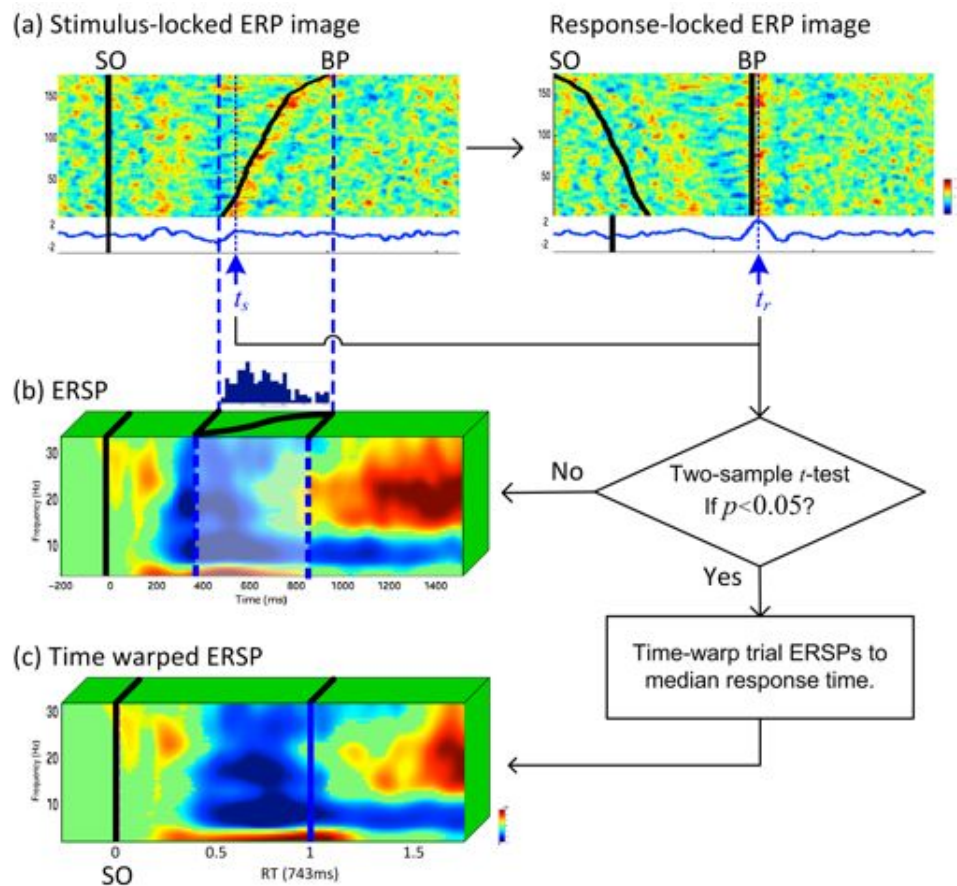 (a) Stimulus-locked ERP image
Response-locked ERP image
SO
BP
SO
BP
150
100
50
2
-2
150
100
50
2
-2
ts
tr
(b) ERSP
Frequency (Hz)
30
20
10
-200 0 200 400 600 800 1000 1200 1400
Time (ms)
No
Two-sample t-test
If p<0.05?
Yes
Time-warp trial ERSPs to
median response time.
(c) Time warped ERSP
Frequency (Hz)
30
20
10
0 0.5 1 1.5
SO
RT (743ms)